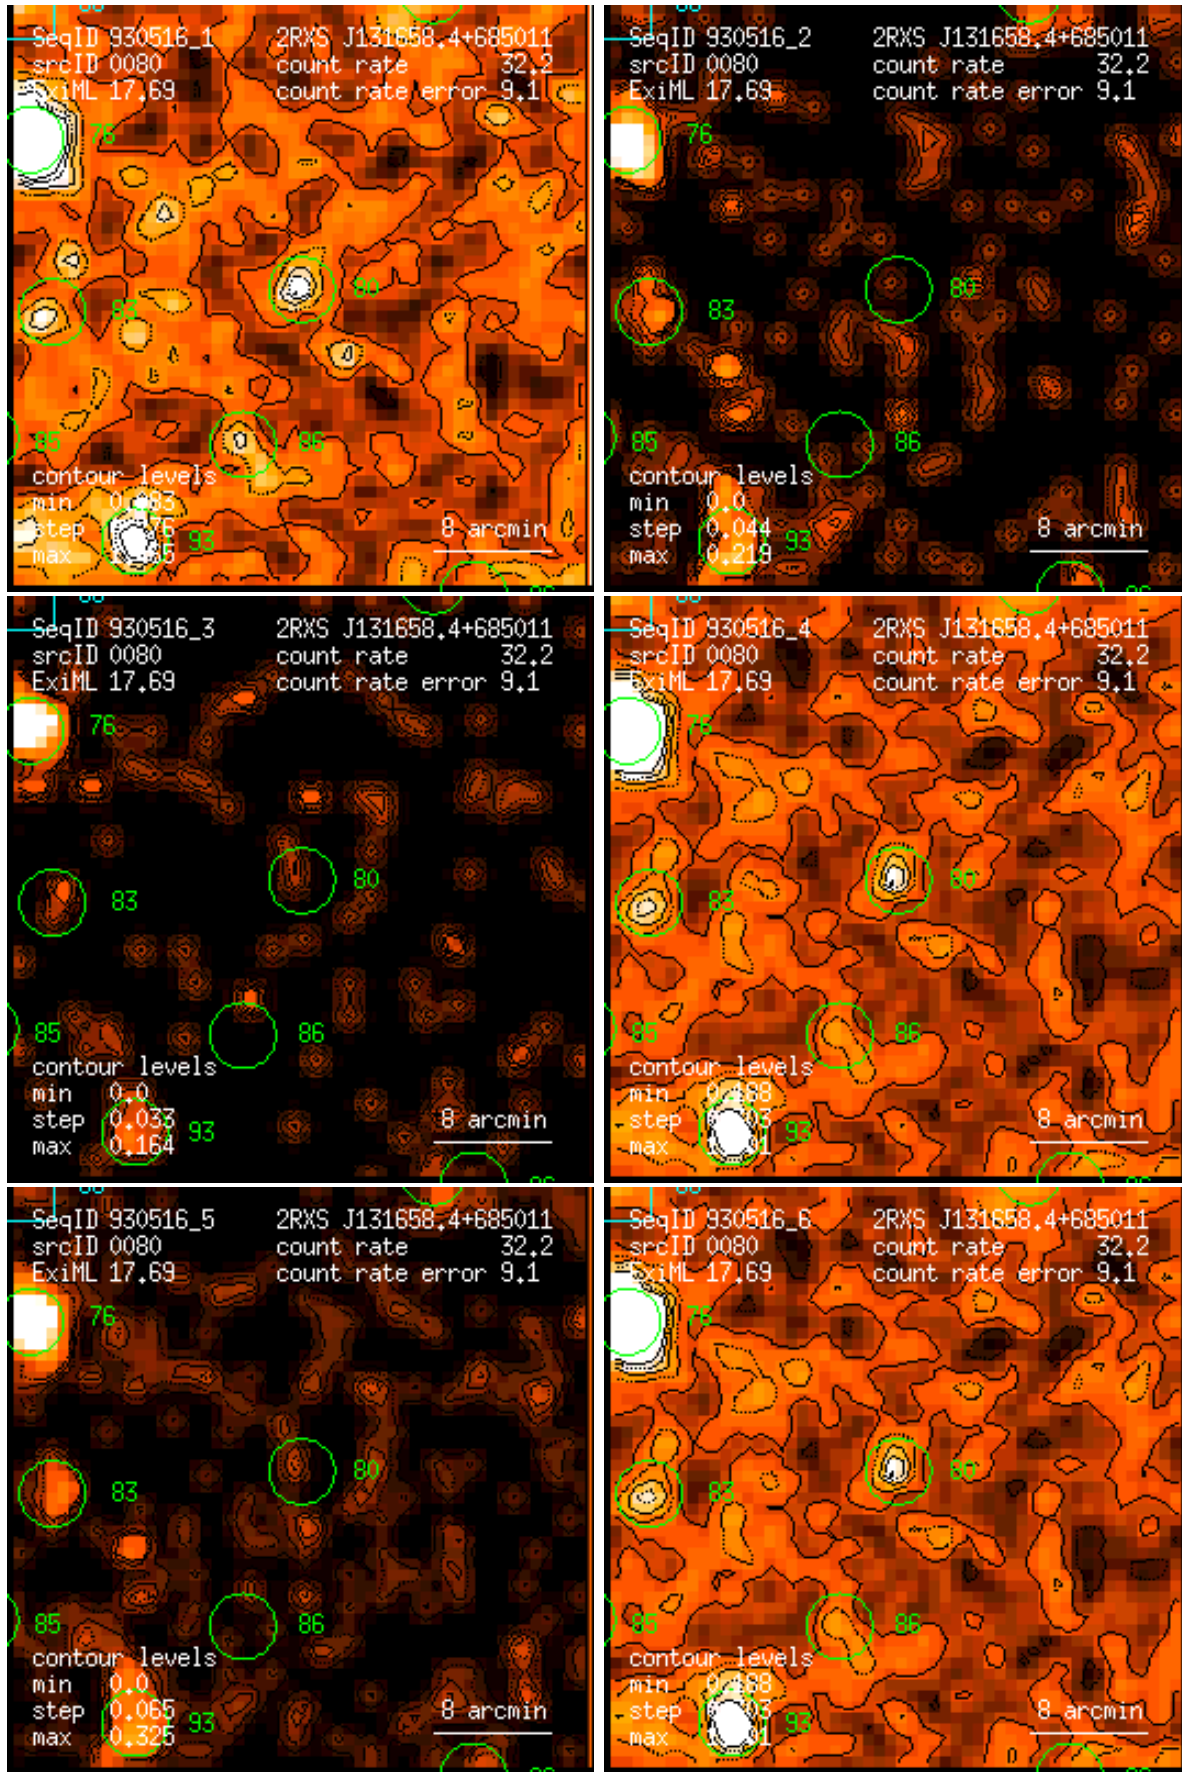 SeqID 930516_1 2RXS J131658.4+685011
srcID 0080 count rate 32.2
ExiML 17.69 count rate error 9.1
76
80
83
85 86
contour levels
min
step
max
93
8 arcmin
SeqID 930516_2 2RXS J131658.4+685011
srcID 0080 count rate 32.2
ExiML 17.69 count rate error 9.1
76
80
83
85 86
contour levels
min 0.0
step 0.044
max 0.219
93
8 arcmin
SeqID 930516_3 2RXS J131658.4+685011
srcID 0080 count rate 32.2
ExiML 17.69 count rate error 9.1
76
80
83
85 86
contour levels
min 0.0
step 0.033
max 0.164
93
8 arcmin
SeqID 930516_4 2RXS J131658.4+685011
srcID 0080 count rate 32.2
ExiML 17.69 count rate error 9.1
76
80
83
85 86
contour levels
min
step
max
93
8 arcmin
SeqID 930516_5 2RXS J131658.4+685011
srcID 0080 count rate 32.2
ExiML 17.69 count rate error 9.1
76
80
83
85 86
contour levels
min 0.0
step 0.065
max 0.325
93
8 arcmin
SeqID 930516_6 2RXS J131658.4+685011
srcID 0080 count rate 32.2
ExiML 17.69 count rate error 9.1
76
80
83
85 86
contour levels
min
step
max
93
8 arcmin